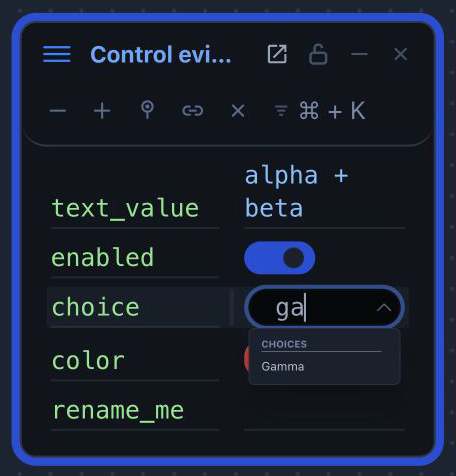 Control evi...
⌘ + K
alpha +
text_value beta
enabled
choice ga
CHOICES
color
Gamma
rename_me